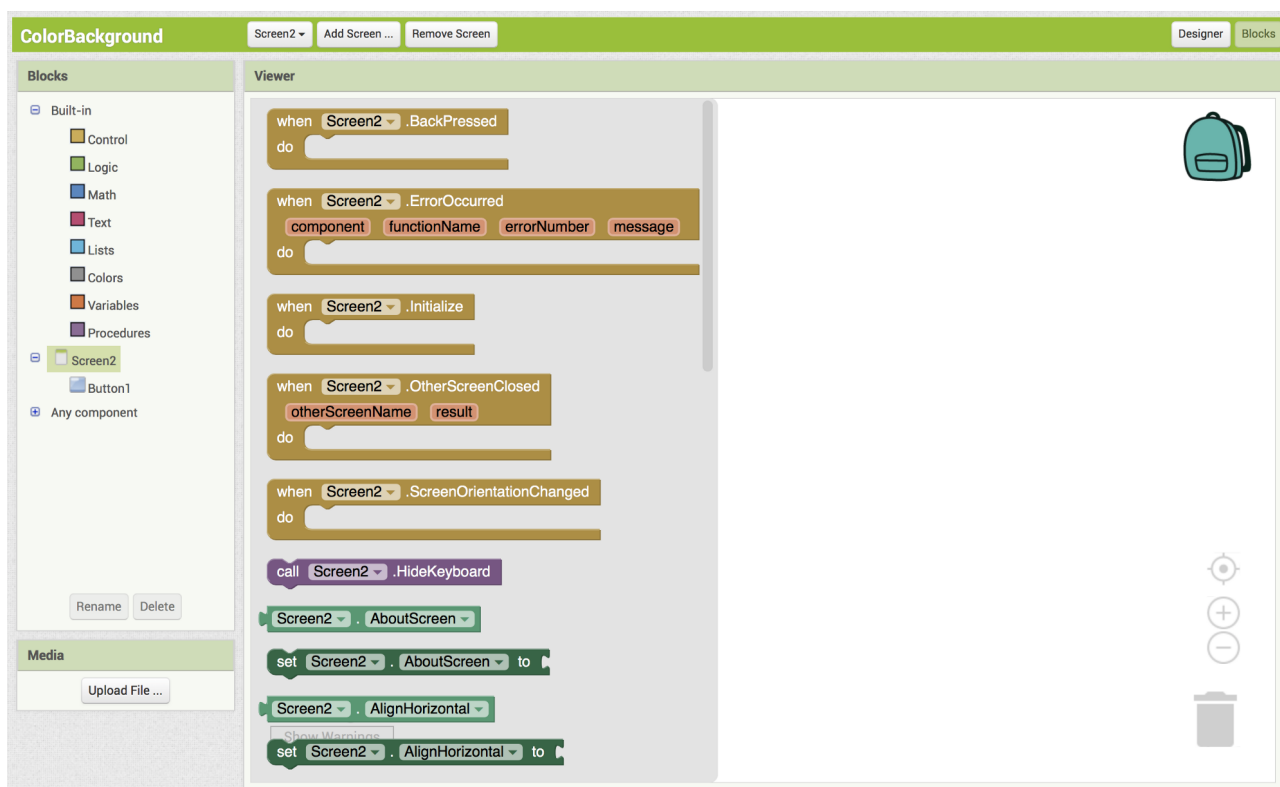 ColorBackground Screen2 Add Screen ... Remove Screen Designer Blocks
Blocks
Built-in
Control
Logic
Math
Text
Lists
Colors
Variables
Procedures
Screen2
Button1
Any component
Rename Delete
Media
Upload File ...
Viewer
when Screen2 .BackPressed
do
when Screen2 .ErrorOccurred
component functionName errorNumber message
do
when Screen2 .Initialize
do
when Screen2 .OtherScreenClosed
otherScreenName result
do
when Screen2 .ScreenOrientationChanged
do
call Screen2 .HideKeyboard
Screen2 . AboutScreen
set Screen2 . AboutScreen to
Screen2 . AlignHorizontal
Show Warnings
set Screen2 . AlignHorizontal to